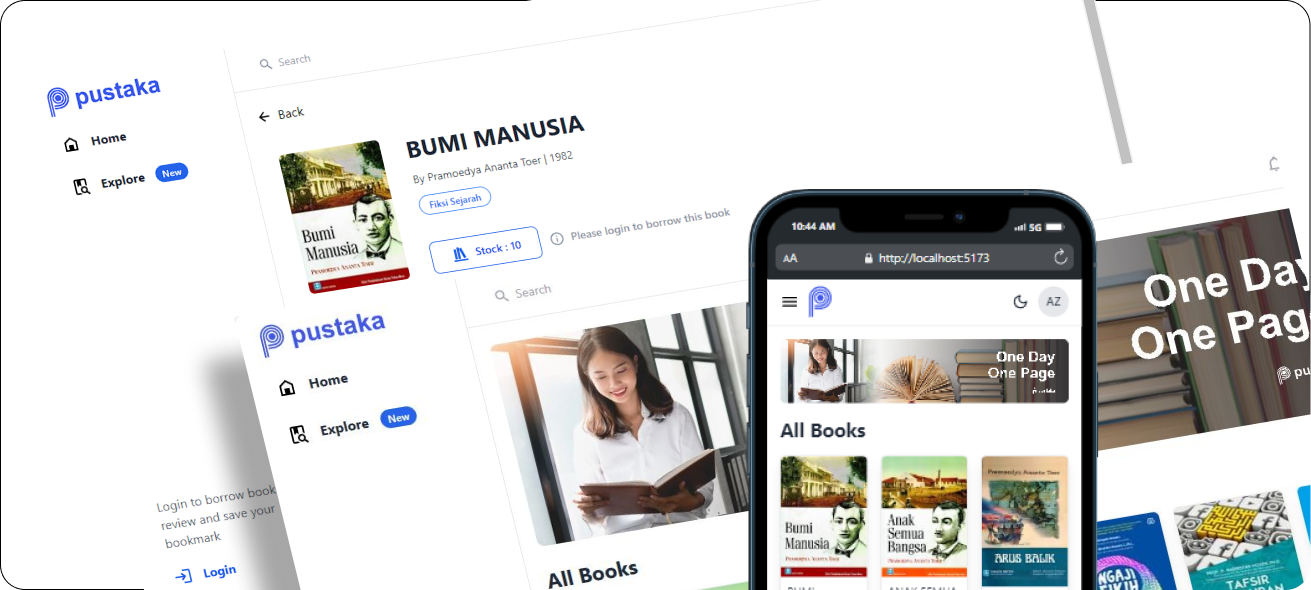 Search
pustaka
Back
Home
Explore New
BUMI MANUSIA
By Pramoedya Ananta Toer | 1982
Fiksi Sejarah
Stock : 10
Please login to borrow this book
Bumi
Manusia
PRAMOEDYA ANANTA TOER
Login to borrow book
review and save your
bookmark
Login
Search
pustaka
Home
Explore New
All Books
10:44 AM
5G
AA
http://localhost:5173
AZ
One Day
One Page
All Books
Bumi
Manusia
PRAMOEDYA ANANTA TOER
Anak
Semua
Bangsa
PRAMOEDYA ANANTA TOER
Pramoedya Ananta Toer
ARUS BALIK
One Day
One Pag
pu
NGAJI
FIKIH
TAFSIR